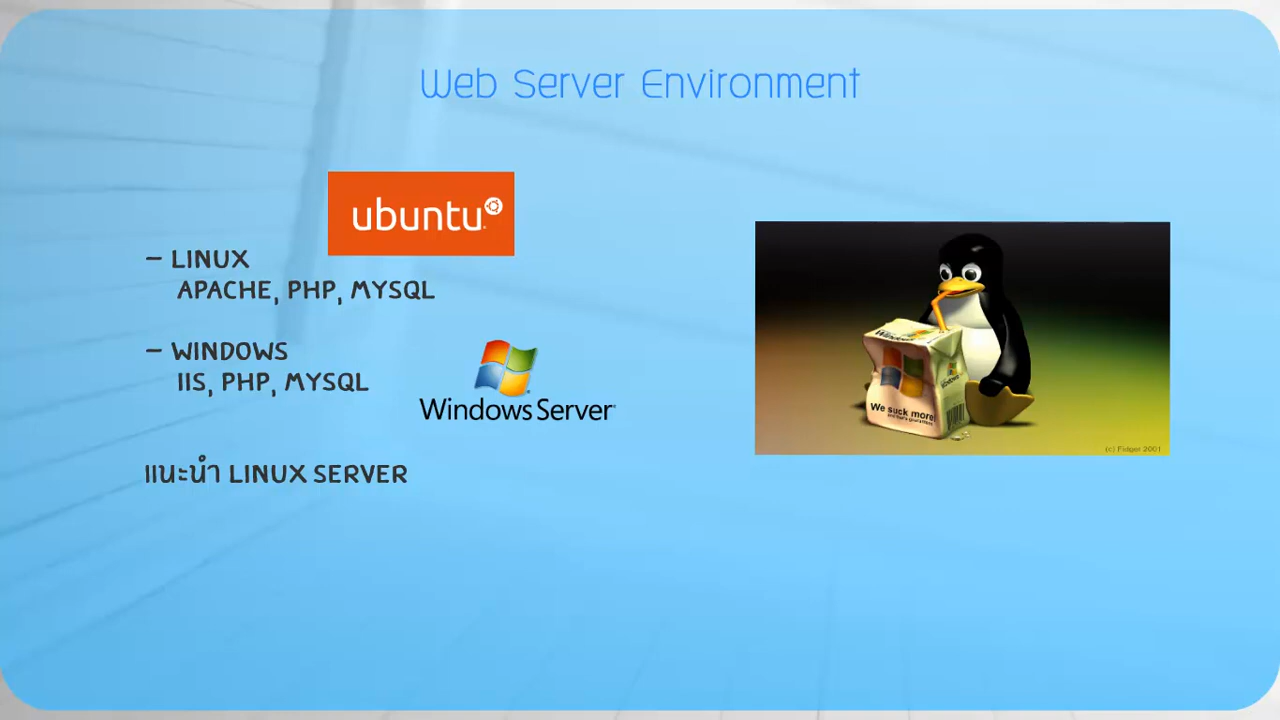 Web Server Environment
ubuntu
– LINUX
APACHE, PHP, MYSQL
– WINDOWS
IIS, PHP, MYSQL
Windows Server
แนะนำ LINUX SERVER
We suck more!
(c) Fidger 2001